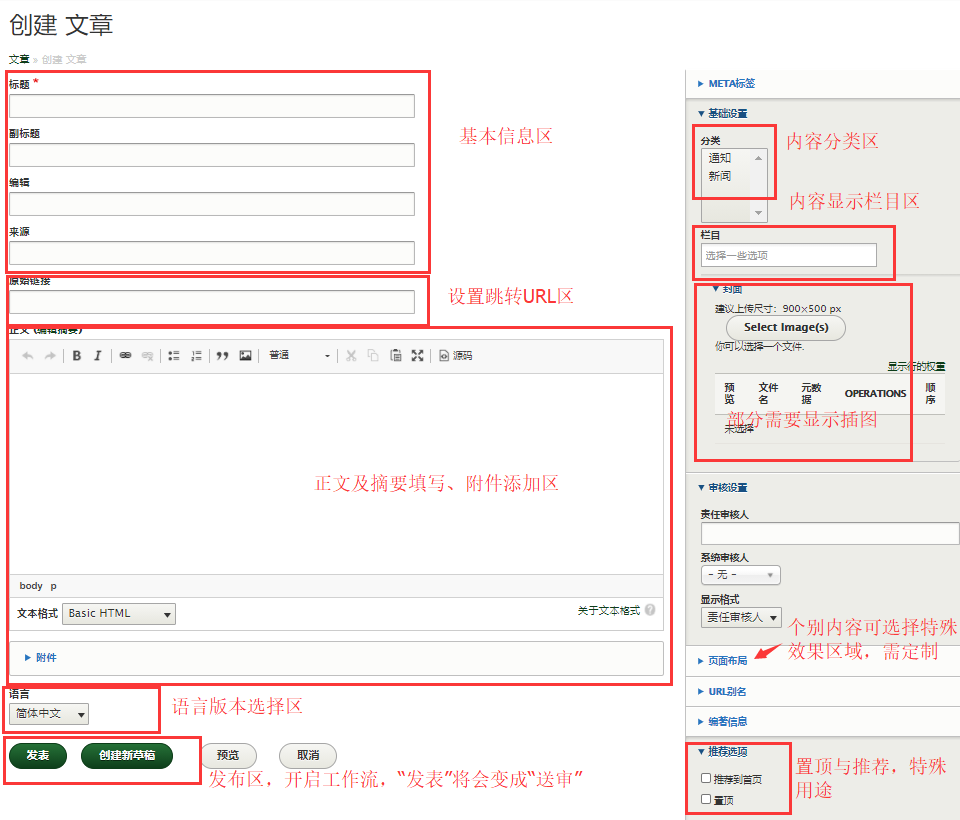 创建 文章
文章 » 创建 文章
标题 *
副标题
编辑
来源
基本信息区
原始链接
设置跳转URL区
正文 (编辑摘要)
普通
源码
正文及摘要填写、附件添加区
body p
文本格式 Basic HTML
关于文本格式
附件
语言
简体中文
语言版本选择区
发表 创建新草稿 预览 取消
发布区，开启工作流，“发表”将会变成“送审”
META标签
基础设置
分类
通知
新闻
内容分类区
内容显示栏目区
栏目
选择一些选项
封面
建议上传尺寸：900×500 px
Select Image(s)
你可以选择一个文件.
显示行的权重
预览 文件名 元数据 OPERATIONS 顺序
未选择
部分需要显示插图
审核设置
责任审核人
系统审核人
- 无 -
显示格式
责任审核人
个别内容可选择特殊
效果区域，需定制
页面布局
URL别名
编著信息
推荐选项
推荐到首页
置顶
置顶与推荐，特殊
用途